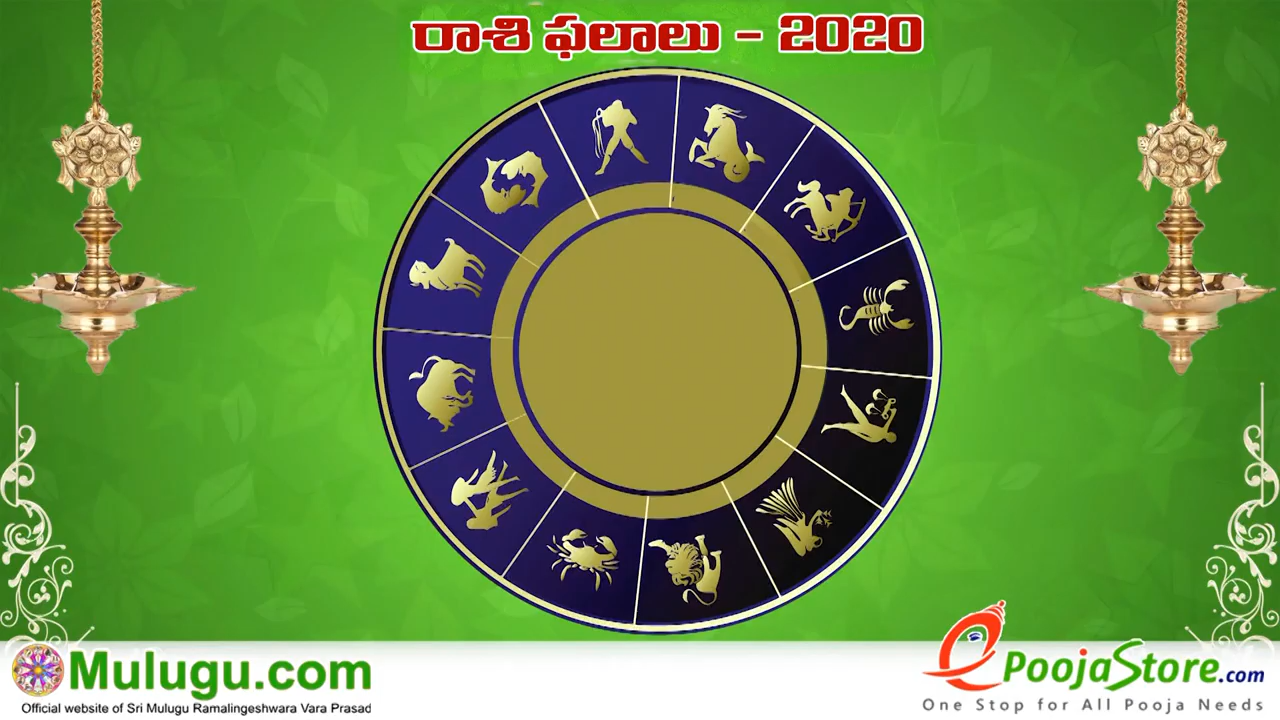 రాశి ఫలాలు - 2020
Mulugu.com
Official website of Sri Mulugu Ramalingeshwara Vara Prasad
ePoojaStore.com
One Stop for All Pooja Needs